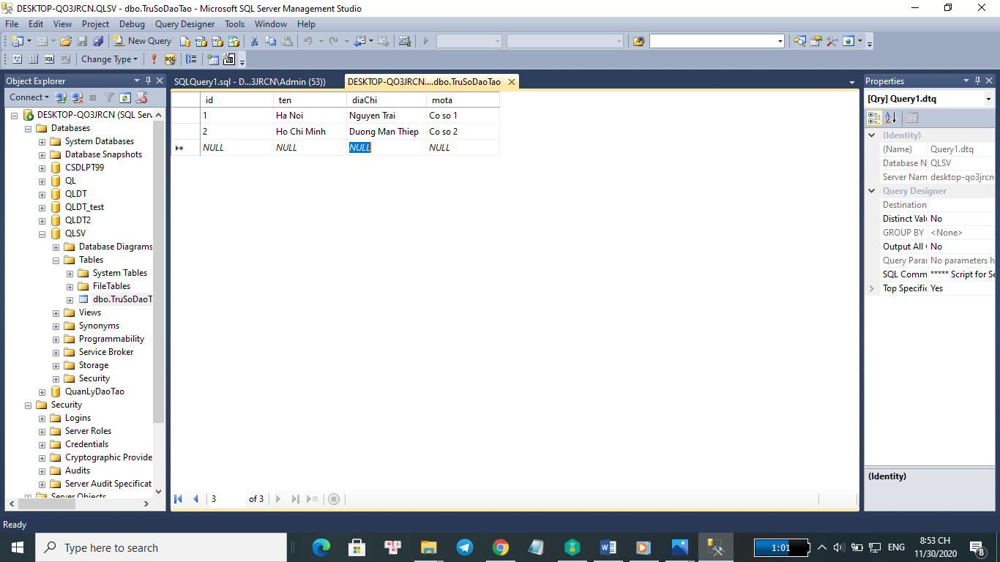 DESKTOP-QO3JRCN.QLSV - dbo.TruSoDaoTao - Microsoft SQL Server Management Studio
File Edit View Project Debug Query Designer Tools Window Help
New Query
Change Type
Object Explorer
Connect
DESKTOP-QO3JRCN (SQL Serv
Databases
System Databases
Database Snapshots
CSDLPT99
QL
QLDT
QLDT_test
QLDT2
QLSV
Database Diagrams
Tables
System Tables
FileTables
dbo.TruSoDaoT
Views
Synonyms
Programmability
Service Broker
Storage
Security
QuanLyDaoTao
Security
Logins
Server Roles
Credentials
Cryptographic Provide
Audits
Server Audit Specificat
Server Objects
SQLQuery1.sql - D...3JRCN\Admin (53)) DESKTOP-QO3JRCN....dbo.TruSoDaoTao
id ten diaChi mota
1 Ha Noi Nguyen Trai Co so 1
2 Ho Chi Minh Duong Man Thiep Co so 2
NULL NULL NULL NULL
3 of 3
Properties
[Qry] Query1.dtq
(Identity)
(Name) Query1.dtq
Database N QLSV
Server Nam desktop-qo3jrcn
Query Designer
Destination
Distinct Valu No
GROUP BY <None>
Output All C No
Query Parar No parameters h
SQL Comm ***** Script for Se
Top Specific Yes
(Identity)
Ready
Type here to search
1:01
ENG
8:53 CH
11/30/2020
8